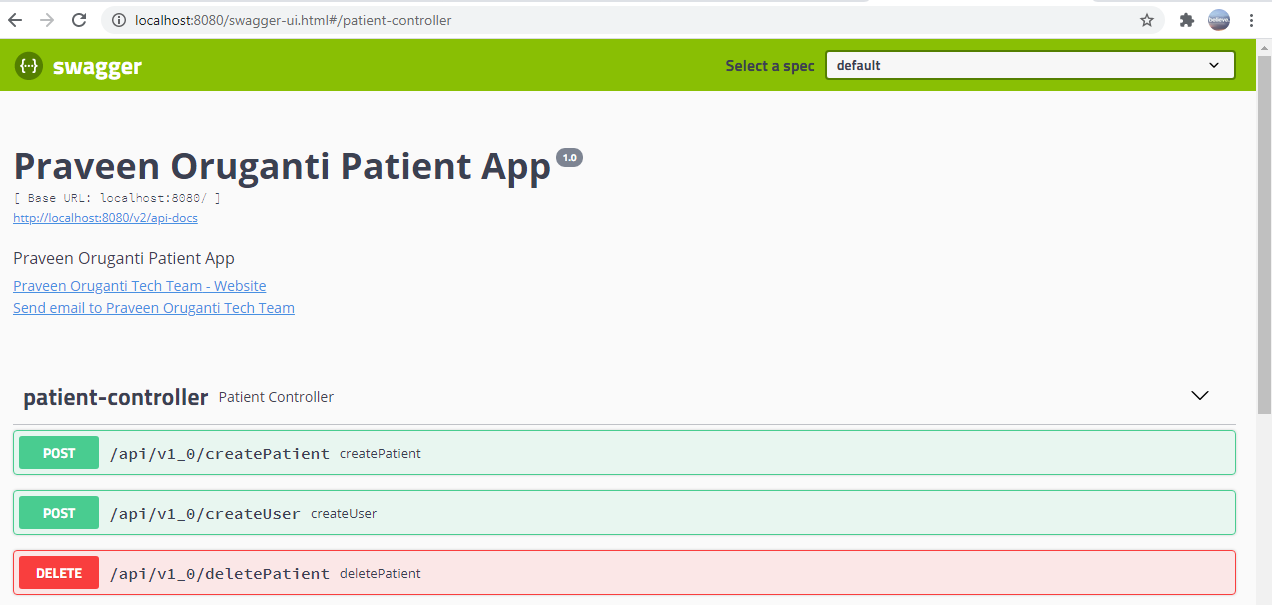 localhost:8080/swagger-ui.html#/patient-controller
believe.
{··} swagger Select a spec default
Praveen Oruganti Patient App 1.0
[ Base URL: localhost:8080/ ]
http://localhost:8080/v2/api-docs
Praveen Oruganti Patient App
Praveen Oruganti Tech Team - Website
Send email to Praveen Oruganti Tech Team
patient-controller Patient Controller
POST /api/v1_0/createPatient createPatient
POST /api/v1_0/createUser createUser
DELETE /api/v1_0/deletePatient deletePatient